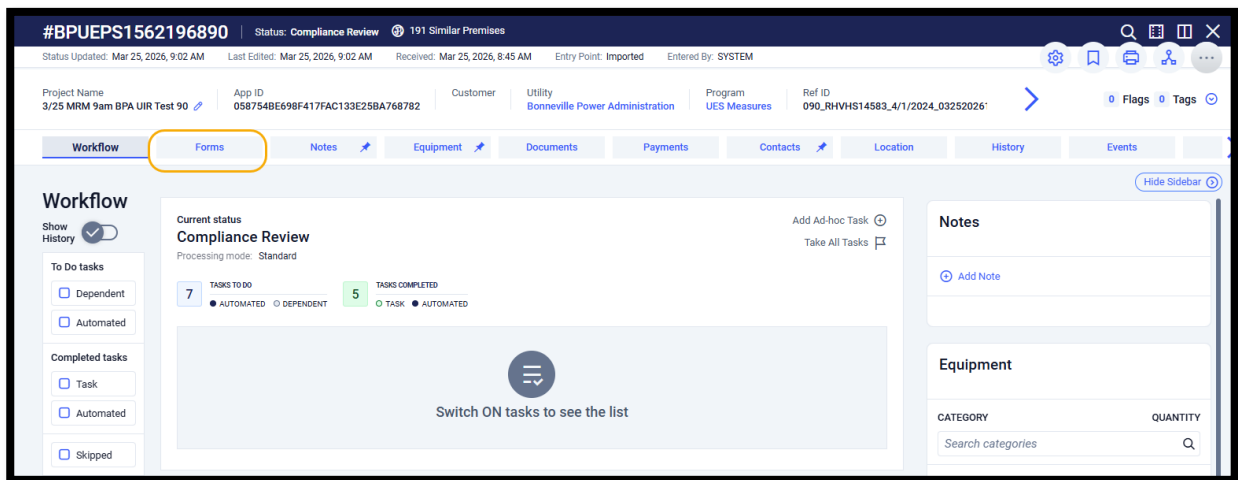 #BPUEPS1562196890 Status: Compliance Review 191 Similar Premises
Status Updated: Mar 25, 2026, 9:02 AM Last Edited: Mar 25, 2026, 9:02 AM Received: Mar 25, 2026, 8:45 AM Entry Point: Imported Entered By: SYSTEM
Project Name App ID Customer Utility Program Ref ID
3/25 MRM 9am BPA UIR Test 90 058754BE698F417FAC133E25BA768782 Bonneville Power Administration UES Measures 090_RHVHS14583_4/1/2024_03252026 0 Flags 0 Tags
Workflow Forms Notes Equipment Documents Payments Contacts Location History Events
Hide Sidebar
Workflow
Show
History
To Do tasks
Dependent
Automated
Completed tasks
Task
Automated
Skipped
Current status
Compliance Review
Processing mode: Standard
Add Ad-hoc Task
Take All Tasks
7 TASKS TO DO
AUTOMATED DEPENDENT
5 TASKS COMPLETED
TASK AUTOMATED
Switch ON tasks to see the list
Notes
Add Note
Equipment
CATEGORY QUANTITY
Search categories